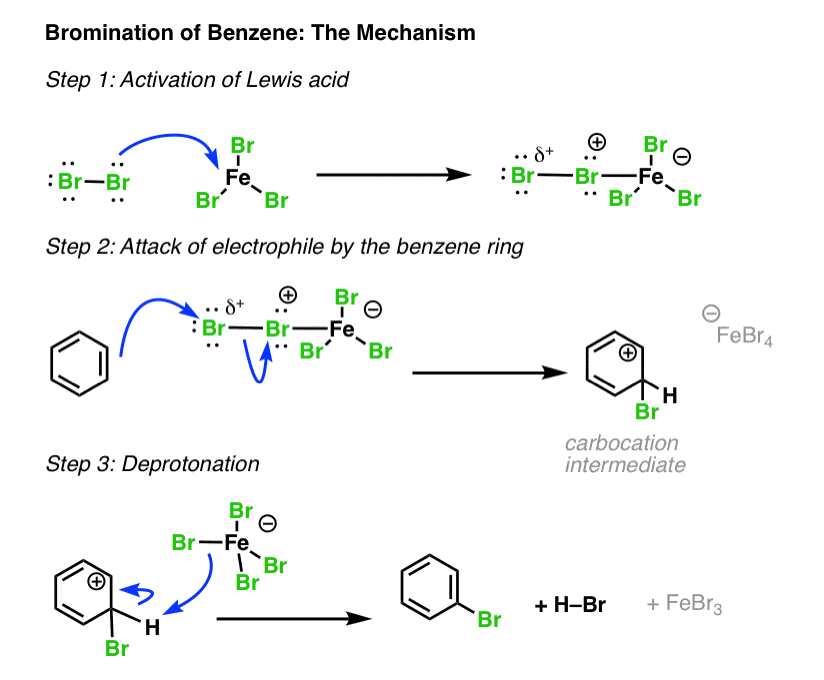 Bromination of Benzene: The Mechanism
Step 1: Activation of Lewis acid
Br
Br
δ+
⊕
⊖
:Br—Br
Fe
:Br—Br—Fe
Br
Br
Br
Br
Step 2: Attack of electrophile by the benzene ring
δ+
⊕
Br
⊖
:Br—Br—Fe
Br
Br
⊖
FeBr4
⊕
H
Br
carbocation
intermediate
Step 3: Deprotonation
Br
⊖
Br—Fe
Br
Br
⊕
H
Br
Br
+ H–Br
+ FeBr3